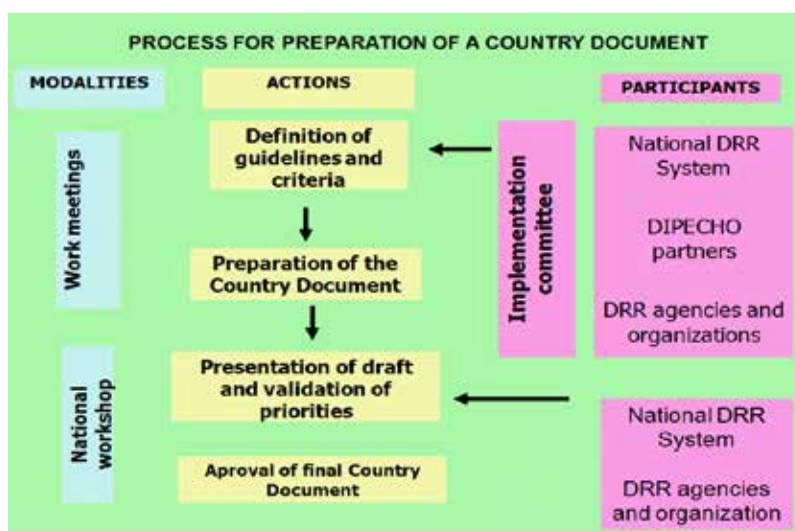 PROCESS FOR PREPARATION OF A COUNTRY DOCUMENT
MODALITIES
ACTIONS
PARTICIPANTS
Work meetings
Definition of
guidelines and
criteria
Preparation of the
Country Document
Implementation
committee
National DRR
System
DIPECHO
partners
DRR agencies and
organizations
National
workshop
Presentation of draft
and validation of
priorities
Aproval of final Country
Document
National DRR
System
DRR agencies
and organization